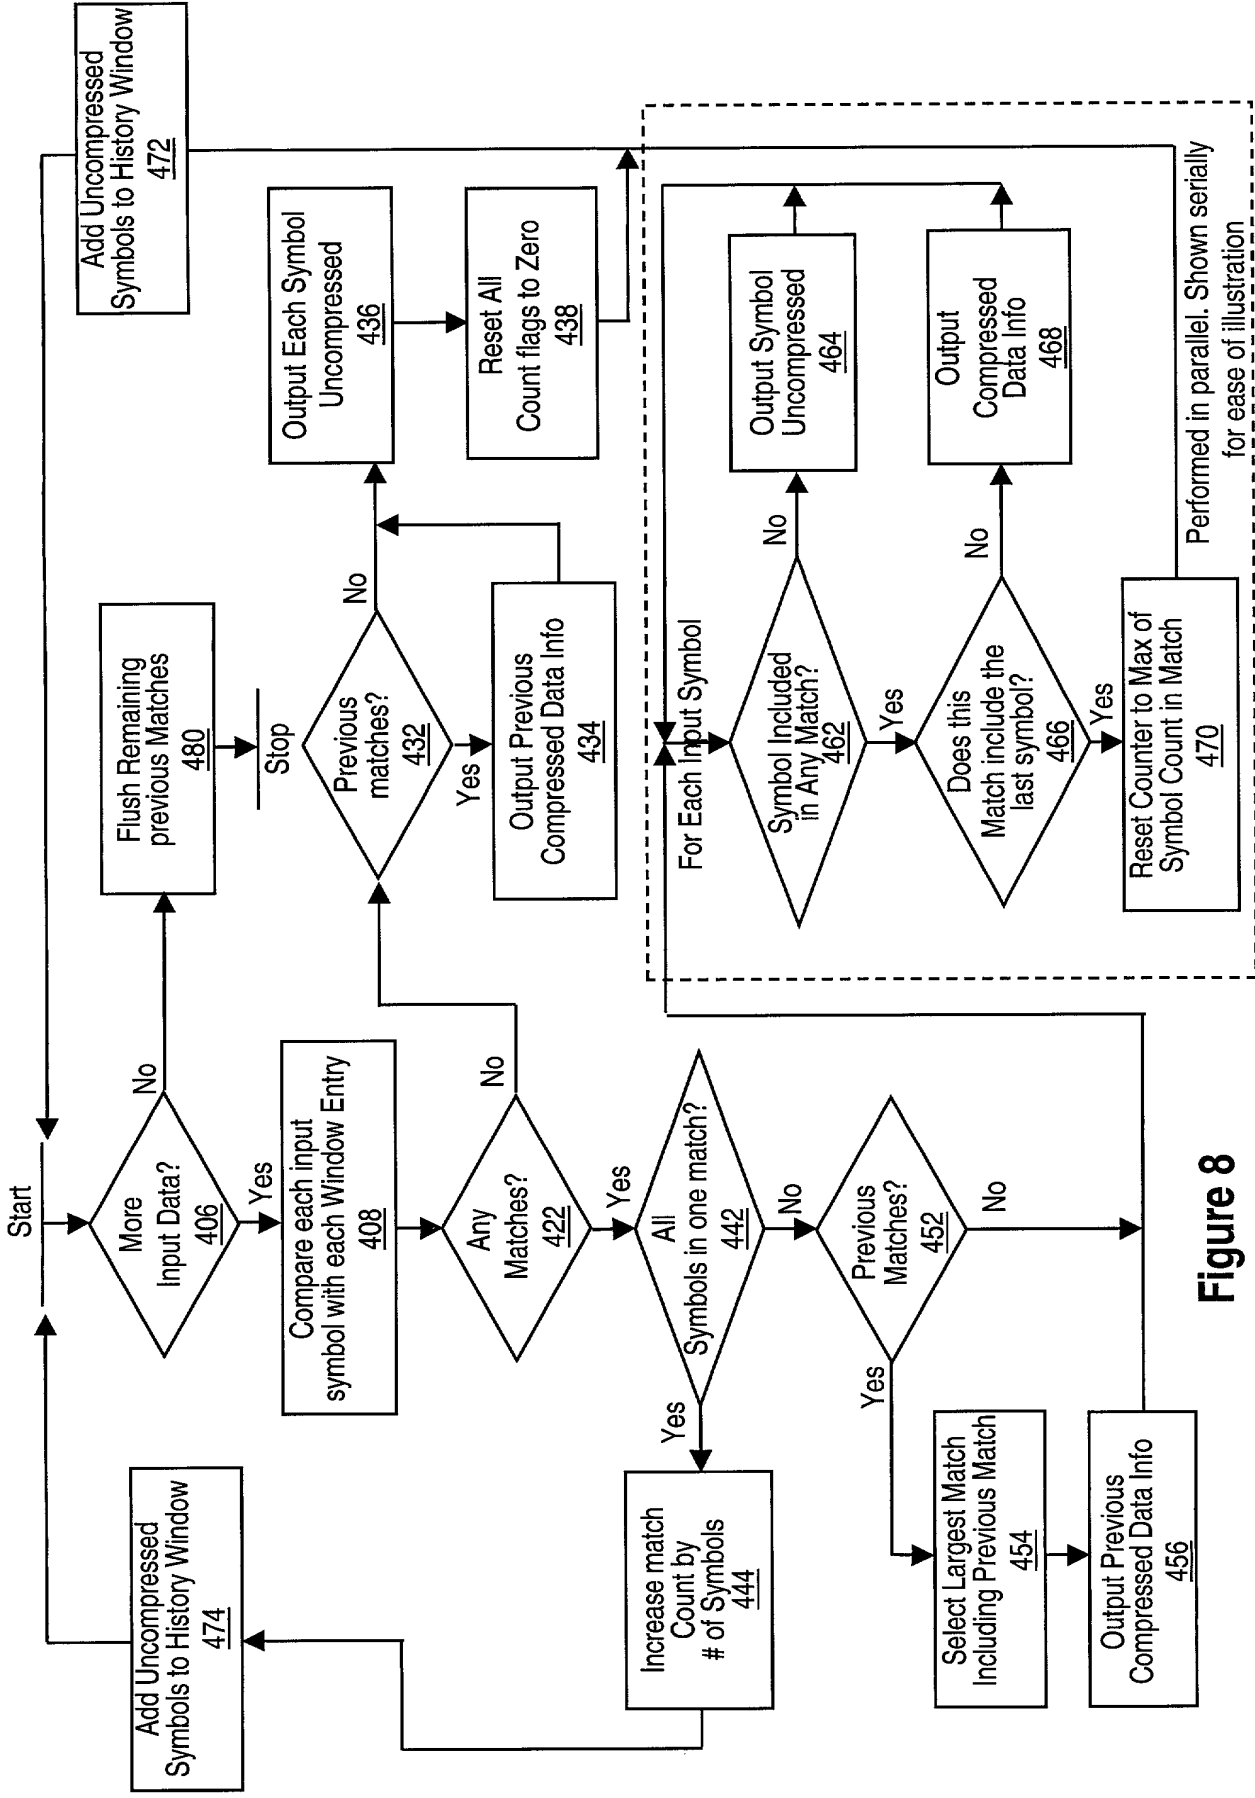 Start
Add Uncompressed
Symbols to History Window
474
Add Uncompressed
Symbols to History Window
472
More
Input Data?
406
No
Yes
Flush Remaining
previous Matches
480
Stop
Compare each input
symbol with each Window Entry
408
Any
Matches?
422
No
Yes
Previous
matches?
432
No
Yes
Output Previous
Compressed Data Info
434
Output Each Symbol
Uncompressed
436
Reset All
Count flags to Zero
438
All
Symbols in one match?
442
Yes
No
Increase match
Count by
# of Symbols
444
Previous
Matches?
452
Yes
No
Select Largest Match
Including Previous Match
454
Output Previous
Compressed Data Info
456
For Each Input Symbol
Symbol Included
in Any Match?
462
No
Yes
Output Symbol
Uncompressed
464
Does this
Match include the
last symbol?
466
No
Yes
Output
Compressed
Data Info
468
Reset Counter to Max of
Symbol Count in Match
470
Performed in parallel. Shown serially
for ease of illustration
Figure 8